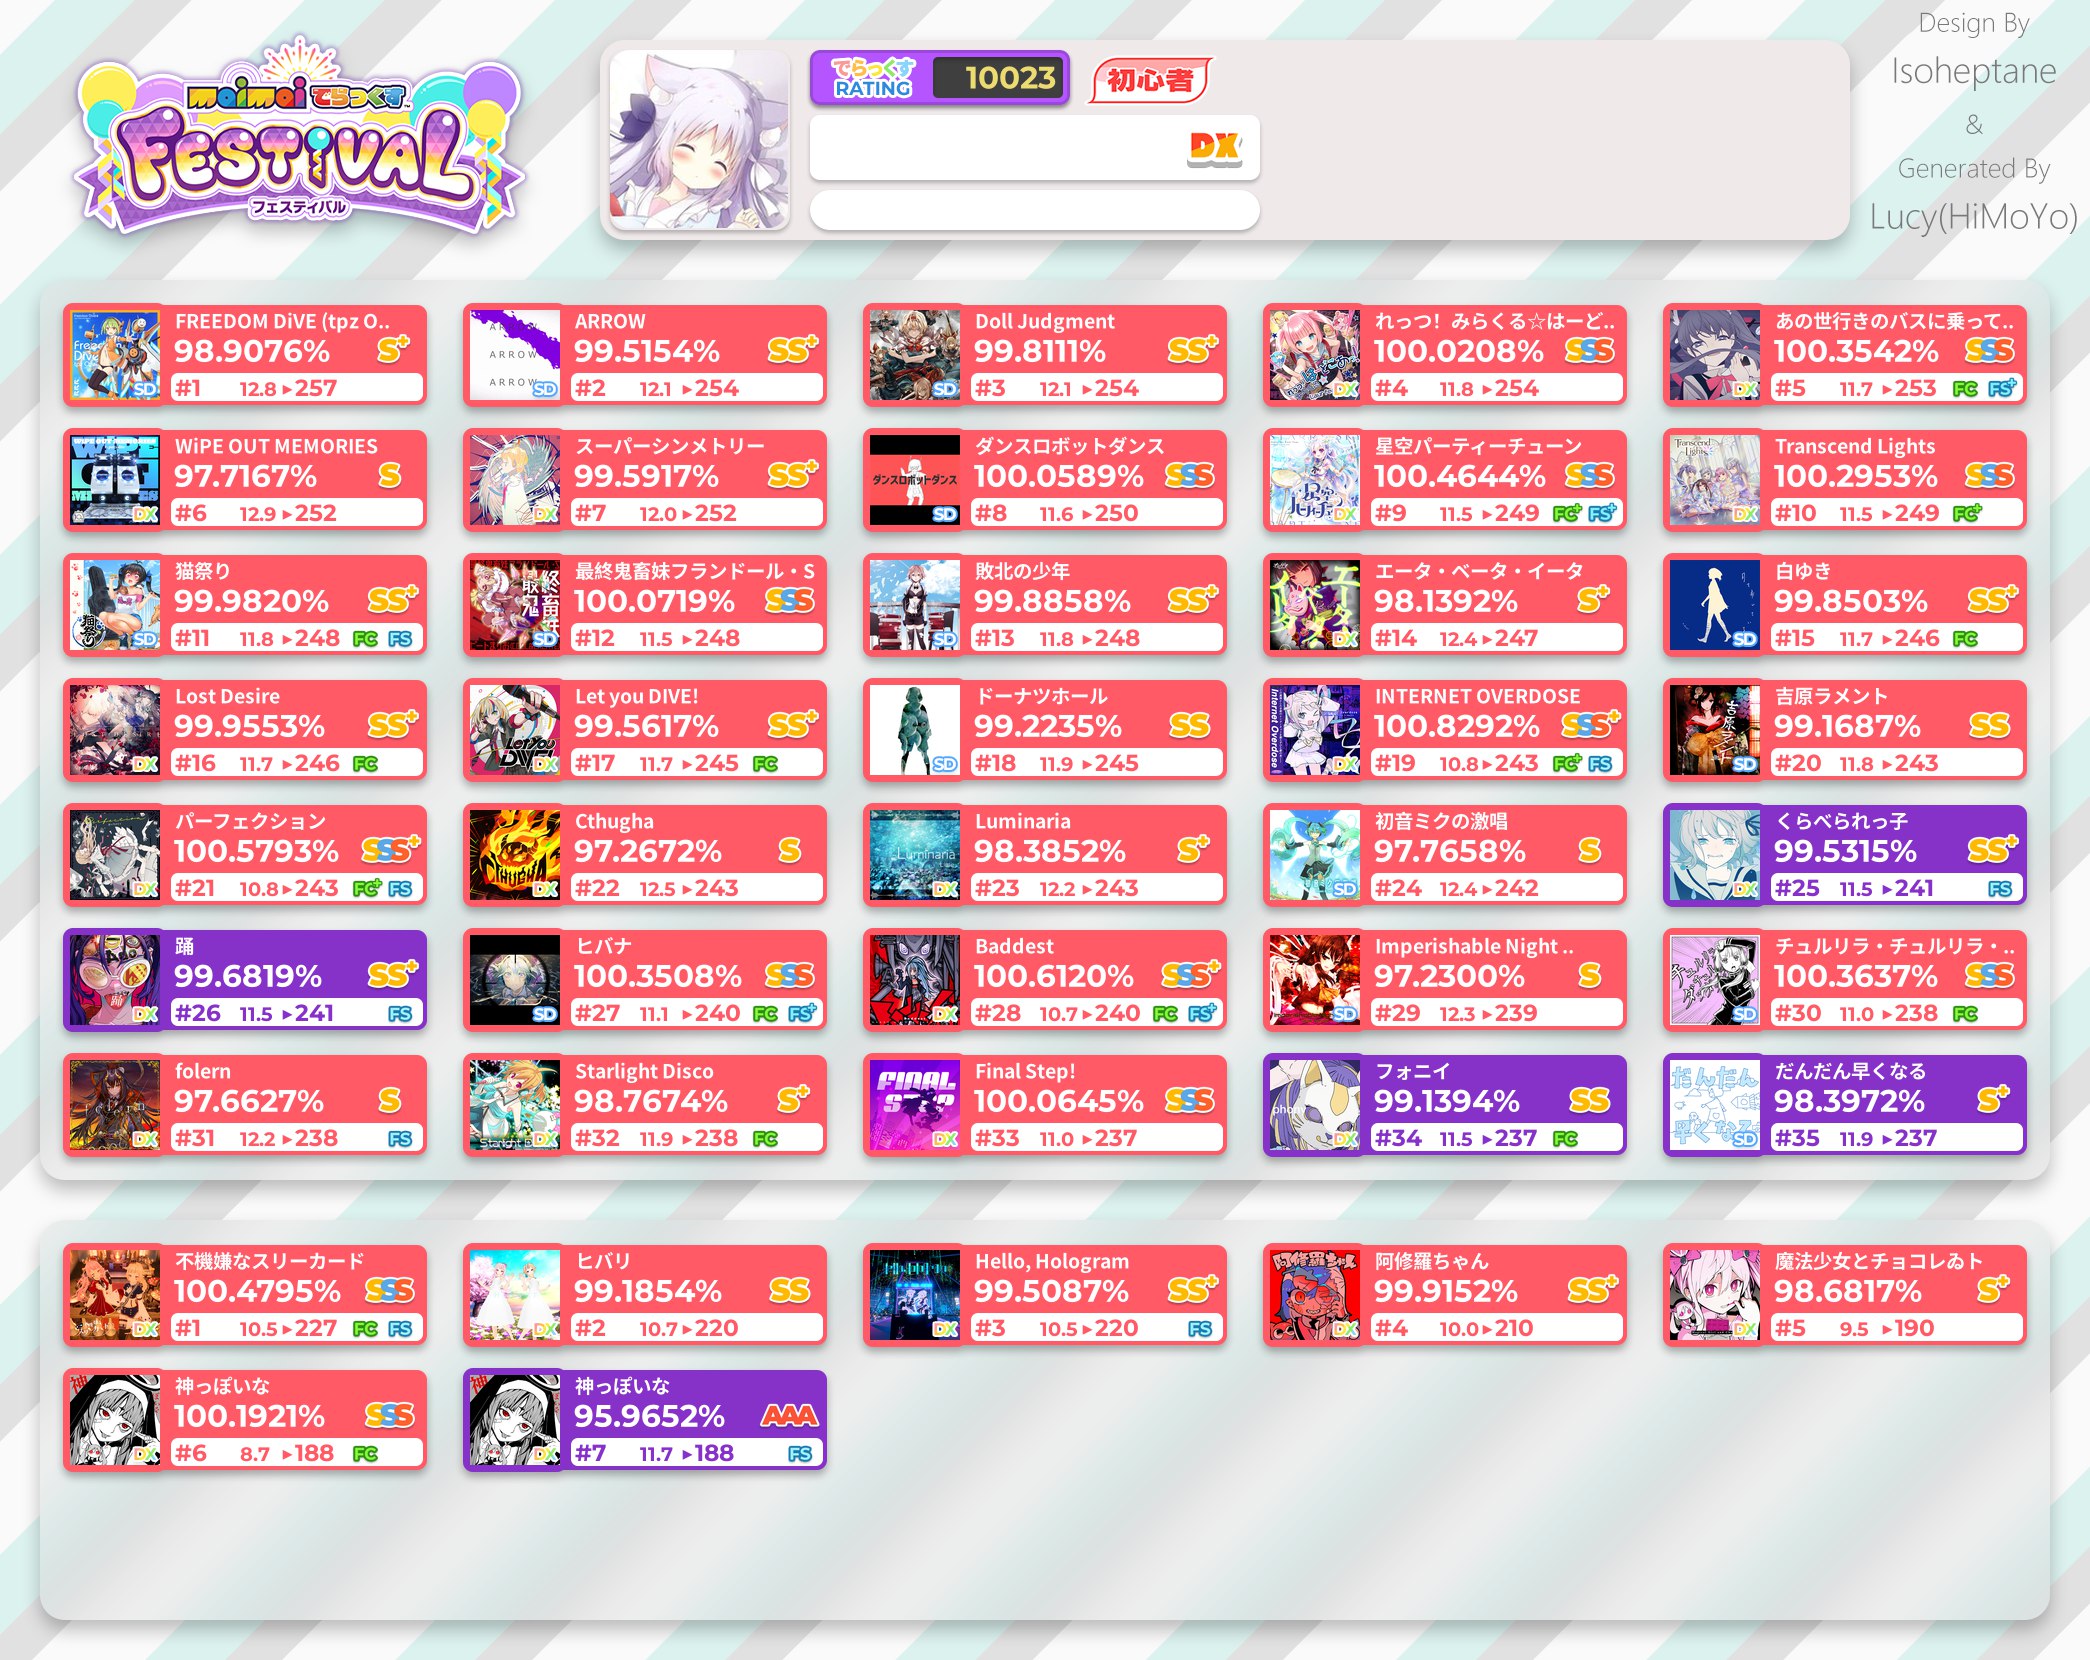 Design By
Isoheptane
&
Generated By
Lucy(HiMoYo)
maimai でらっくす
FESTiVAL
フェスティバル
でらっくす
RATING
10023
初心者
DX
FREEDOM DiVE (tpz O..
98.9076% S+
#1 12.8 ▸257
SD
ARROW
99.5154% SS+
#2 12.1 ▸254
SD
Doll Judgment
99.8111% SS+
#3 12.1 ▸254
SD
れっつ! みらくる☆はーど..
100.0208% SSS
#4 11.8 ▸254
DX
あの世行きのバスに乗って..
100.3542% SSS
#5 11.7 ▸253 FC FS+
DX
WiPE OUT MEMORIES
97.7167% S
#6 12.9 ▸252
DX
スーパーシンメトリー
99.5917% SS+
#7 12.0 ▸252
DX
ダンスロボットダンス
100.0589% SSS
#8 11.6 ▸250
SD
星空パーティーチューン
100.4644% SSS
#9 11.5 ▸249 FC+ FS+
DX
Transcend Lights
100.2953% SSS
#10 11.5 ▸249 FC+
DX
猫祭り
99.9820% SS+
#11 11.8 ▸248 FC FS
SD
最終鬼畜妹フランドール・S
100.0719% SSS
#12 11.5 ▸248
SD
敗北の少年
99.8858% SS+
#13 11.8 ▸248
SD
エータ・ベータ・イータ
98.1392% S+
#14 12.4 ▸247
DX
白ゆき
99.8503% SS+
#15 11.7 ▸246 FC
SD
Lost Desire
99.9553% SS+
#16 11.7 ▸246 FC
DX
Let you DIVE!
99.5617% SS+
#17 11.7 ▸245 FC
DX
ドーナツホール
99.2235% SS
#18 11.9 ▸245
SD
INTERNET OVERDOSE
100.8292% SSS+
#19 10.8 ▸243 FC+ FS
DX
吉原ラメント
99.1687% SS
#20 11.8 ▸243
SD
パーフェクション
100.5793% SSS+
#21 10.8 ▸243 FC+ FS
DX
Cthugha
97.2672% S
#22 12.5 ▸243
DX
Luminaria
98.3852% S+
#23 12.2 ▸243
DX
初音ミクの激唱
97.7658% S
#24 12.4 ▸242
SD
くらべられっ子
99.5315% SS+
#25 11.5 ▸241 FS
DX
踊
99.6819% SS+
#26 11.5 ▸241 FS
DX
ヒバナ
100.3508% SSS
#27 11.1 ▸240 FC FS+
SD
Baddest
100.6120% SSS+
#28 10.7 ▸240 FC FS+
DX
Imperishable Night ..
97.2300% S
#29 12.3 ▸239
SD
チュルリラ・チュルリラ・..
100.3637% SSS
#30 11.0 ▸238 FC
SD
folern
97.6627% S
#31 12.2 ▸238 FS
DX
Starlight Disco
98.7674% S+
#32 11.9 ▸238 FC
DX
Final Step!
100.0645% SSS
#33 11.0 ▸237
DX
フォニイ
99.1394% SS
#34 11.5 ▸237 FC
DX
だんだん早くなる
98.3972% S+
#35 11.9 ▸237
SD
不機嫌なスリーカード
100.4795% SSS
#1 10.5 ▸227 FC FS
DX
ヒバリ
99.1854% SS
#2 10.7 ▸220
DX
Hello, Hologram
99.5087% SS+
#3 10.5 ▸220 FS
DX
阿修羅ちゃん
99.9152% SS+
#4 10.0 ▸210
DX
魔法少女とチョコレゐト
98.6817% S+
#5 9.5 ▸190
DX
神っぽいな
100.1921% SSS
#6 8.7 ▸188 FC
DX
神っぽいな
95.9652% AAA
#7 11.7 ▸188 FS
DX